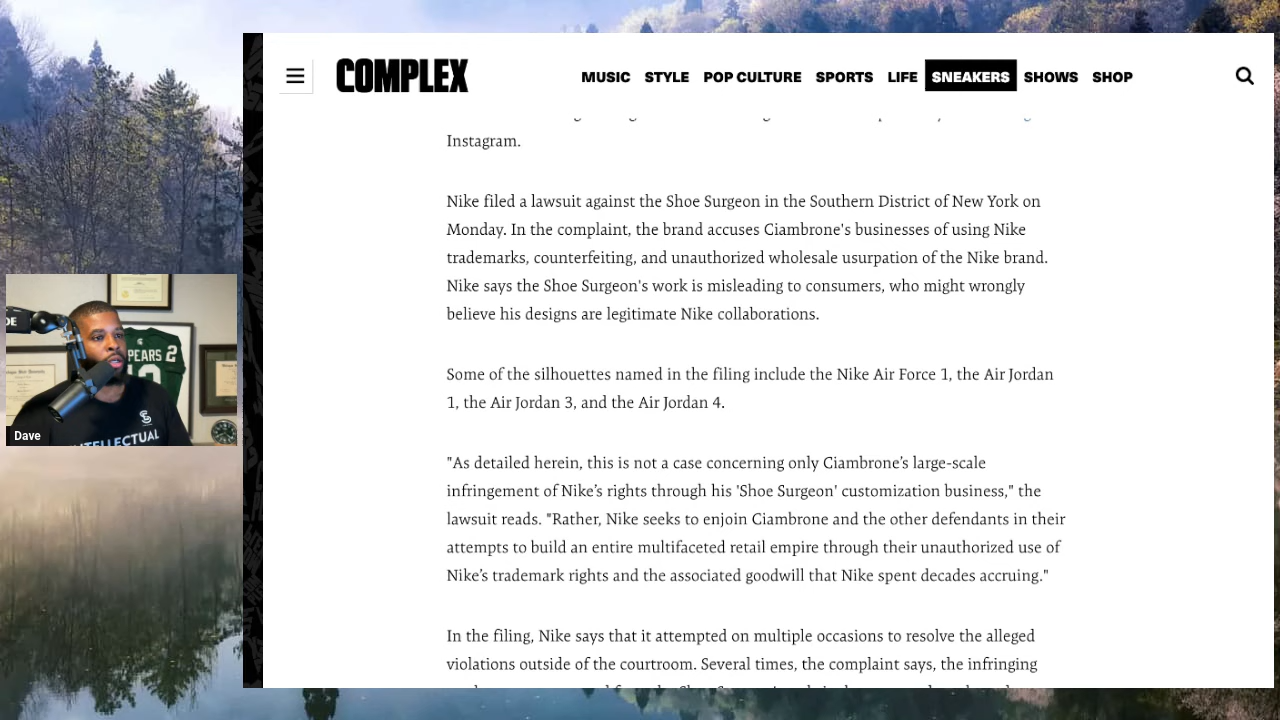 COMPLEX
MUSIC STYLE POP CULTURE SPORTS LIFE SNEAKERS SHOWS SHOP
Instagram.
Nike filed a lawsuit against the Shoe Surgeon in the Southern District of New York on
Monday. In the complaint, the brand accuses Ciambrone's businesses of using Nike
trademarks, counterfeiting, and unauthorized wholesale usurpation of the Nike brand.
Nike says the Shoe Surgeon's work is misleading to consumers, who might wrongly
believe his designs are legitimate Nike collaborations.
Some of the silhouettes named in the filing include the Nike Air Force 1, the Air Jordan
1, the Air Jordan 3, and the Air Jordan 4.
"As detailed herein, this is not a case concerning only Ciambrone’s large-scale
infringement of Nike’s rights through his 'Shoe Surgeon' customization business," the
lawsuit reads. "Rather, Nike seeks to enjoin Ciambrone and the other defendants in their
attempts to build an entire multifaceted retail empire through their unauthorized use of
Nike’s trademark rights and the associated goodwill that Nike spent decades accruing."
In the filing, Nike says that it attempted on multiple occasions to resolve the alleged
violations outside of the courtroom. Several times, the complaint says, the infringing
PEARS 2
Dave